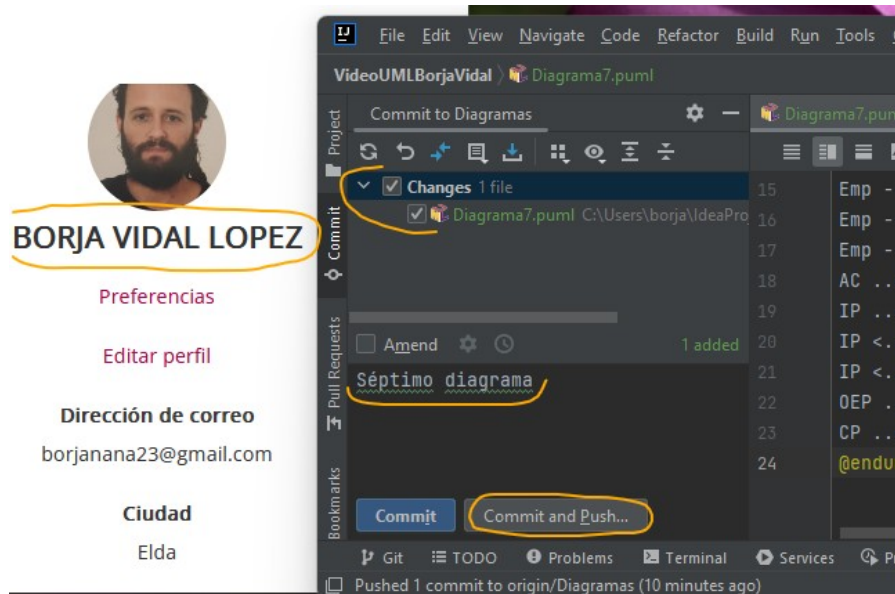 BORJA VIDAL LOPEZ
Preferencias
Editar perfil
Dirección de correo
borjanana23@gmail.com
Ciudad
Elda
IJ File Edit View Navigate Code Refactor Build Run Tools
VideoUMLBorjaVidal Diagrama7.puml
Project
Commit
Pull Requests
Bookmarks
Commit to Diagramas
Changes 1 file
Diagrama7.puml C:\Users\borja\IdeaPro
Amend 1 added
Séptimo diagrama
Commit Commit and Push...
Diagrama7.pum
15 Emp -
16 Emp -
17 Emp -
18 AC ..
19 IP ..
20 IP <.
21 IP <.
22 OEP .
23 CP ..
24 @endu
Git TODO Problems Terminal Services
Pushed 1 commit to origin/Diagramas (10 minutes ago)